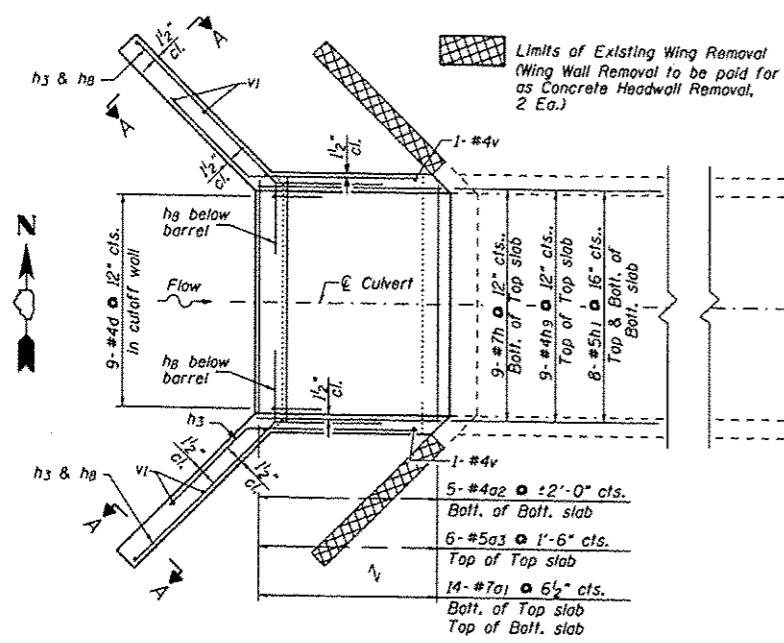 A
1½" cl.
h3 & h8
v1
A
1½" cl.
Limits of Existing Wing Removal
(Wing Wall Removal to be paid for
as Concrete Headwall Removal,
2 Ea.)
1½" cl.
1- #4v
N
9- #4d @ 12" cts.
in cutoff wall
h8 below
barrel
Flow
℄ Culvert
h8 below
barrel
1½" cl.
9- #7h @ 12" cts.,
Bott. of Top slab
9- #4h9 @ 12" cts.,
Top of Top slab
8- #5h1 @ 16" cts.,
Top & Bott. of
Bott. slab
h3
1½" cl.
1½" cl.
h3 & h8
v1
A
A
1- #4v
5- #4a2 @ ±2'-0" cts.
Bott. of Bott. slab
6- #5a3 @ 1'-6" cts.
Top of Top slab
14- #7a1 @ 6½" cts.
Bott. of Top slab
Top of Bott. slab